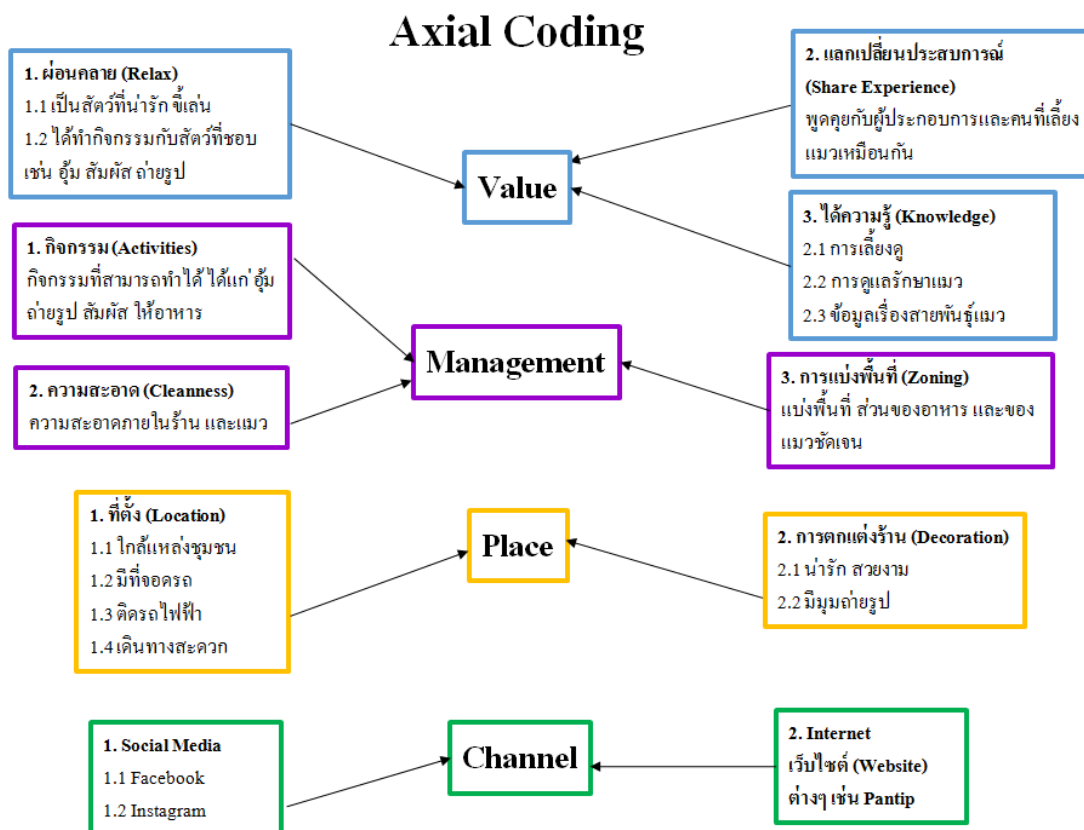 Axial Coding
1. ผ่อนคลาย (Relax)
1.1 เป็นสัตว์ที่น่ารัก ขี้เล่น
1.2 ได้ทำกิจกรรมกับสัตว์ที่ชอบ
เช่น อุ้ม สัมผัส ถ่ายรูป
2. แลกเปลี่ยนประสบการณ์
(Share Experience)
พูดคุยกับผู้ประกอบการและคนที่เลี้ยง
แมวเหมือนกัน
Value
3. ได้ความรู้ (Knowledge)
2.1 การเลี้ยงดู
2.2 การดูแลรักษาแมว
2.3 ข้อมูลเรื่องสายพันธุ์แมว
1. กิจกรรม (Activities)
กิจกรรมที่สามารถทำได้ ได้แก่ อุ้ม
ถ่ายรูป สัมผัส ให้อาหาร
Management
2. ความสะอาด (Cleanness)
ความสะอาดภายในร้าน และแมว
3. การแบ่งพื้นที่ (Zoning)
แบ่งพื้นที่ ส่วนของอาหาร และของ
แมวชัดเจน
1. ที่ตั้ง (Location)
1.1 ใกล้แหล่งชุมชน
1.2 มีที่จอดรถ
1.3 ติดรถไฟฟ้า
1.4 เดินทางสะดวก
Place
2. การตกแต่งร้าน (Decoration)
2.1 น่ารัก สวยงาม
2.2 มีมุมถ่ายรูป
1. Social Media
1.1 Facebook
1.2 Instagram
Channel
2. Internet
เว็บไซต์ (Website)
ต่างๆ เช่น Pantip